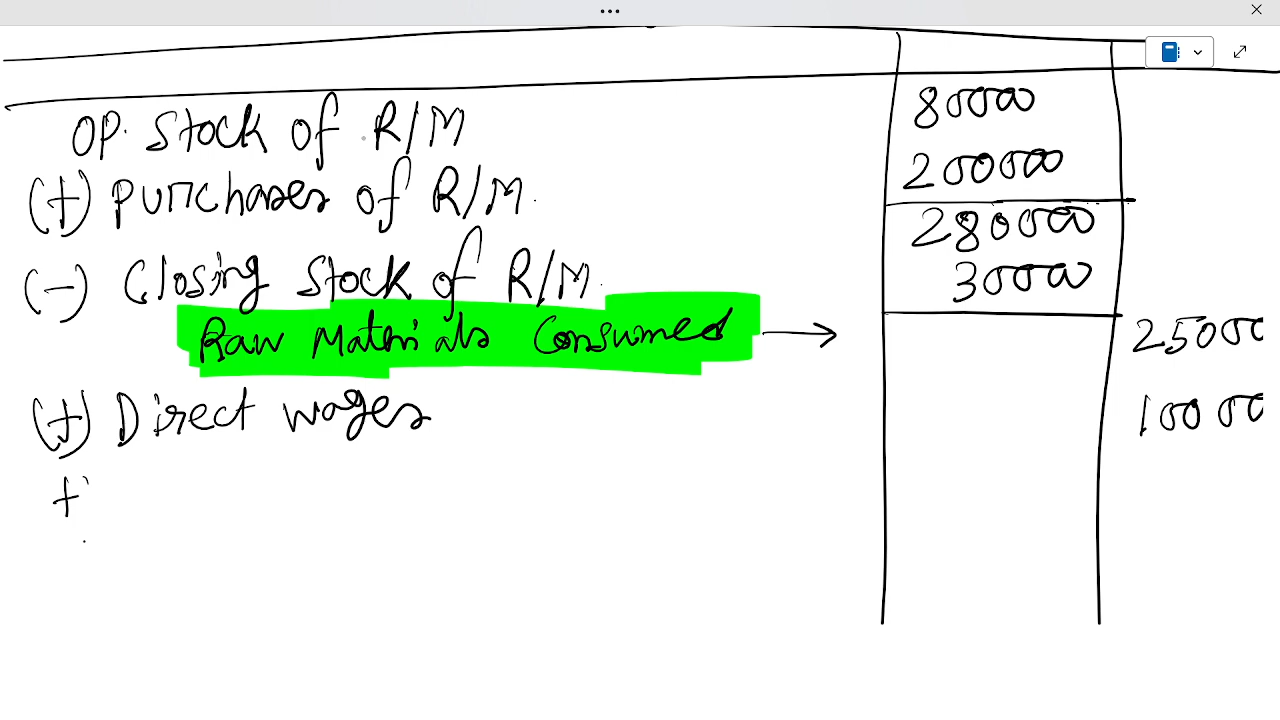 OP. Stock of R/M 80000
(+) Purchases of R/M. 200000
280000
(-) Closing Stock of R/M. 30000
Raw Materials Consumed → 25000
(+) Direct wages 10000
+